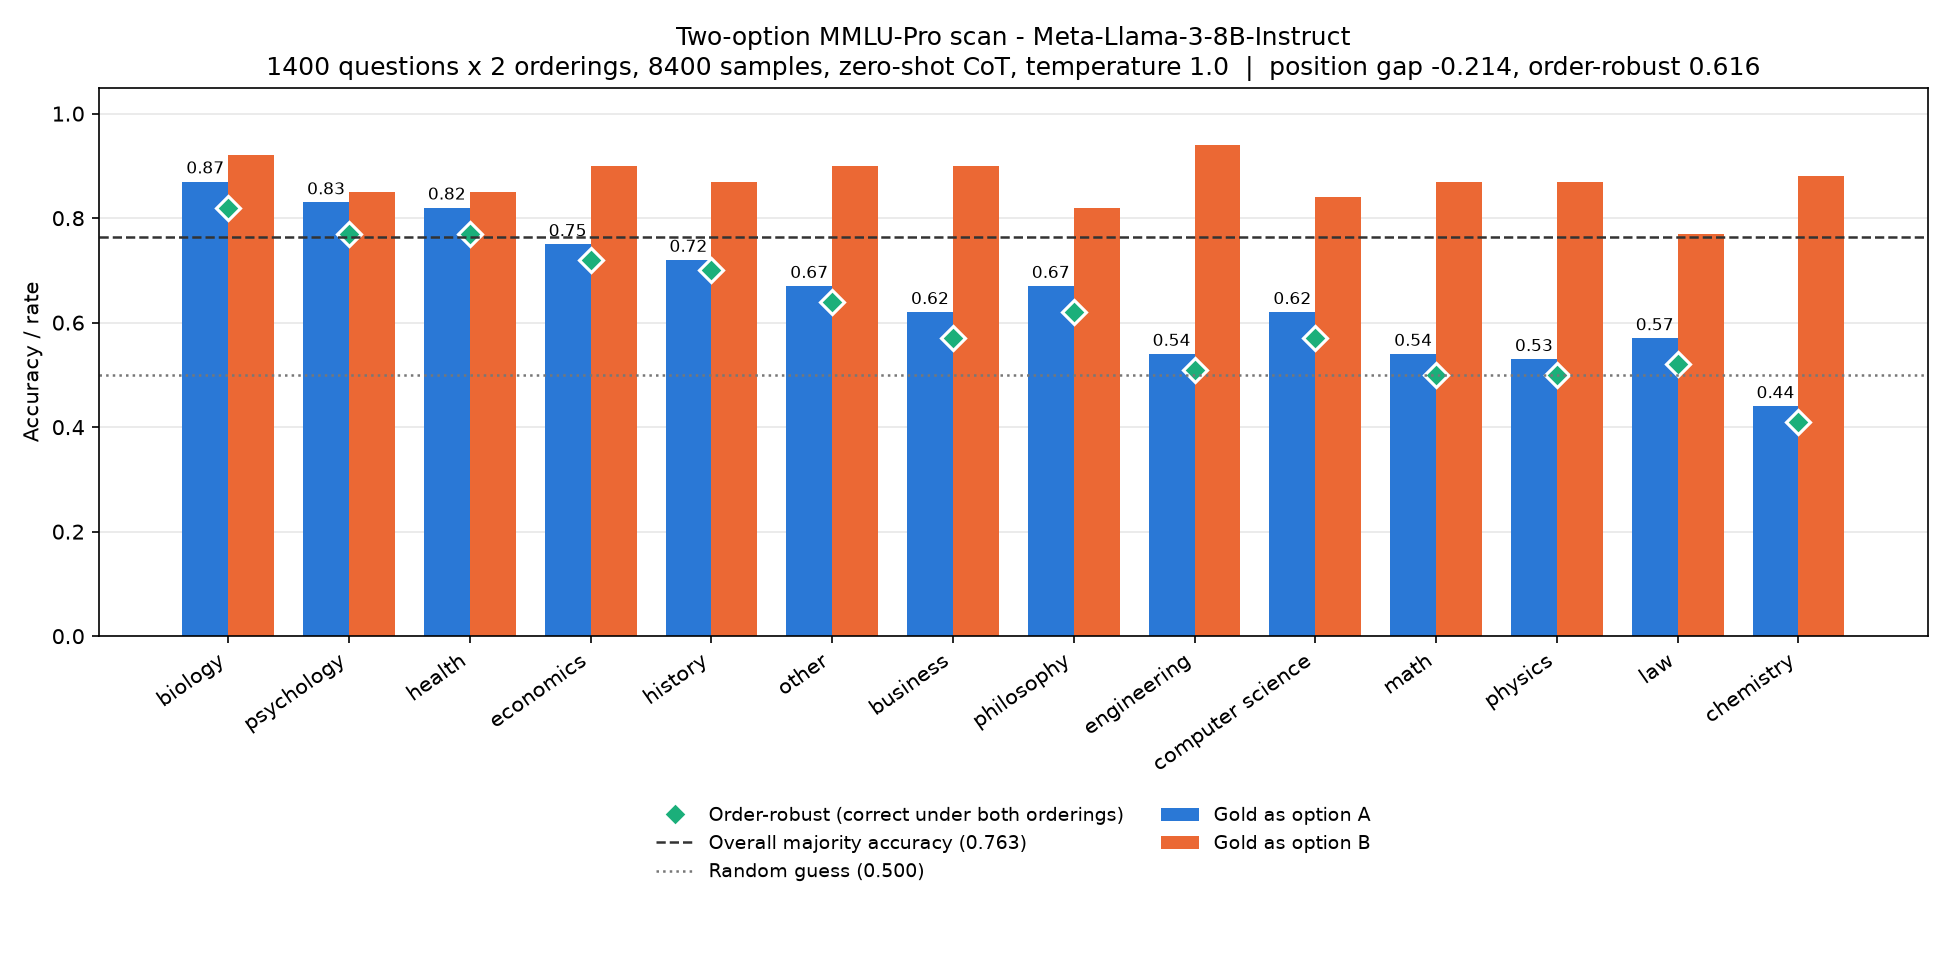 Two-option MMLU-Pro scan - Meta-Llama-3-8B-Instruct
1400 questions x 2 orderings, 8400 samples, zero-shot CoT, temperature 1.0 | position gap -0.214, order-robust 0.616
Accuracy / rate
1.0
0.8
0.6
0.4
0.2
0.0
0.87
0.83
0.82
0.75
0.72
0.67
0.62
0.67
0.54
0.62
0.54
0.53
0.57
0.44
biology
psychology
health
economics
history
other
business
philosophy
engineering
computer science
math
physics
law
chemistry
Order-robust (correct under both orderings)
Overall majority accuracy (0.763)
Random guess (0.500)
Gold as option A
Gold as option B